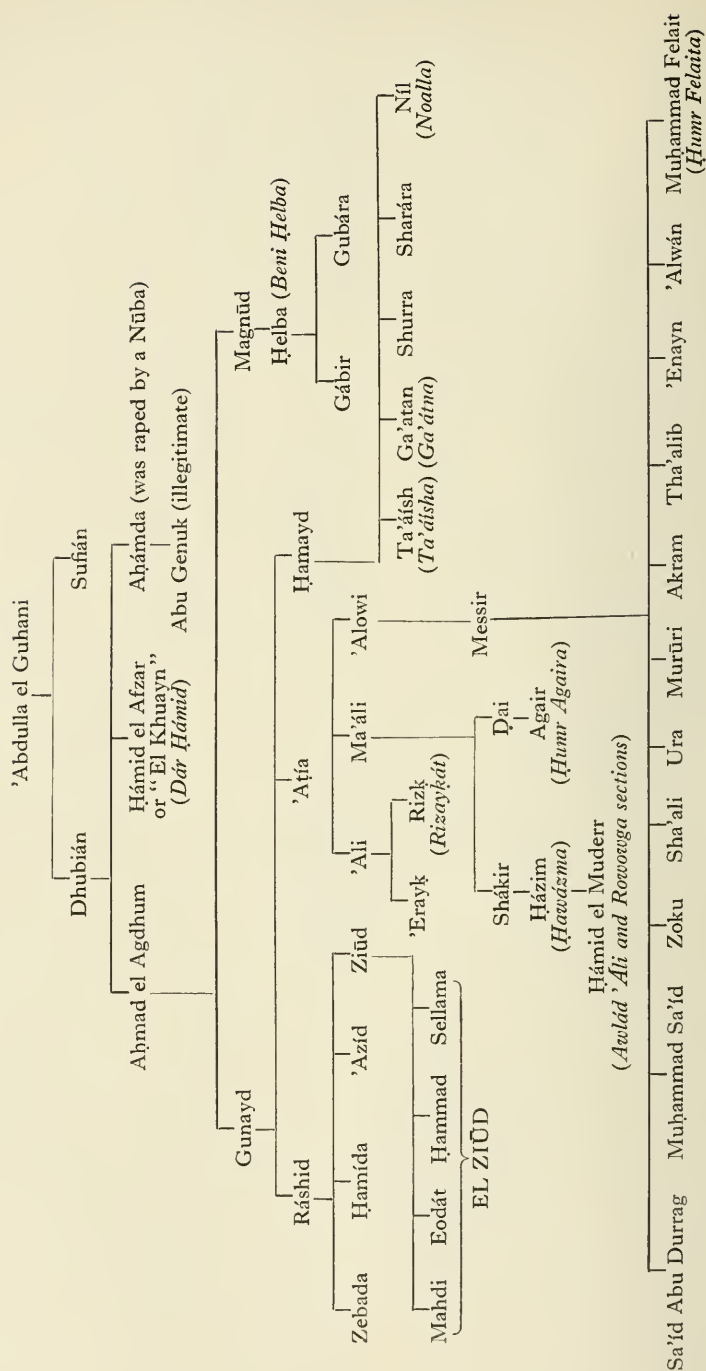 'Abdulla el Guhani
Dhubián Sufián
Aḥmad el Agdhum Ḥámid el Afzar Aḥámda (was raped by a Nūba)
or "El Khuayn"
(Dár Ḥámid) Abu Genuk (illegitimate)
Gunayd Magnūd
Ḥelba (Beni Ḥelba)
Ráshid 'Aṭía Ḥamayd Gábir Gubára
Zebada Ḥamída 'Azíd Ziūd 'Ali Ma'áli 'Alowi Ta'áísh Ga'atan Shurra Sharára Níl
(Ta'áísha) (Ga'átna) (Noalla)
'Erayḳ Rizḳ
(Rizayḳát)
Mahdi Eodát Ḥammad Sellama Shákir Ḍai Messir
EL ZIŪD
Ḥázim Agair
(Ḥawázma) (Ḥumr Agaira)
Ḥámid el Muderr
(Awlád 'Áli and Rowowga sections)
Sa'íd Abu Durrag Muḥammad Sa'íd Zoku Sha'ali Ura Murūri Akram Tha'alib 'Enayn 'Alwán Muḥammad Felait
(Ḥumr Felaita)